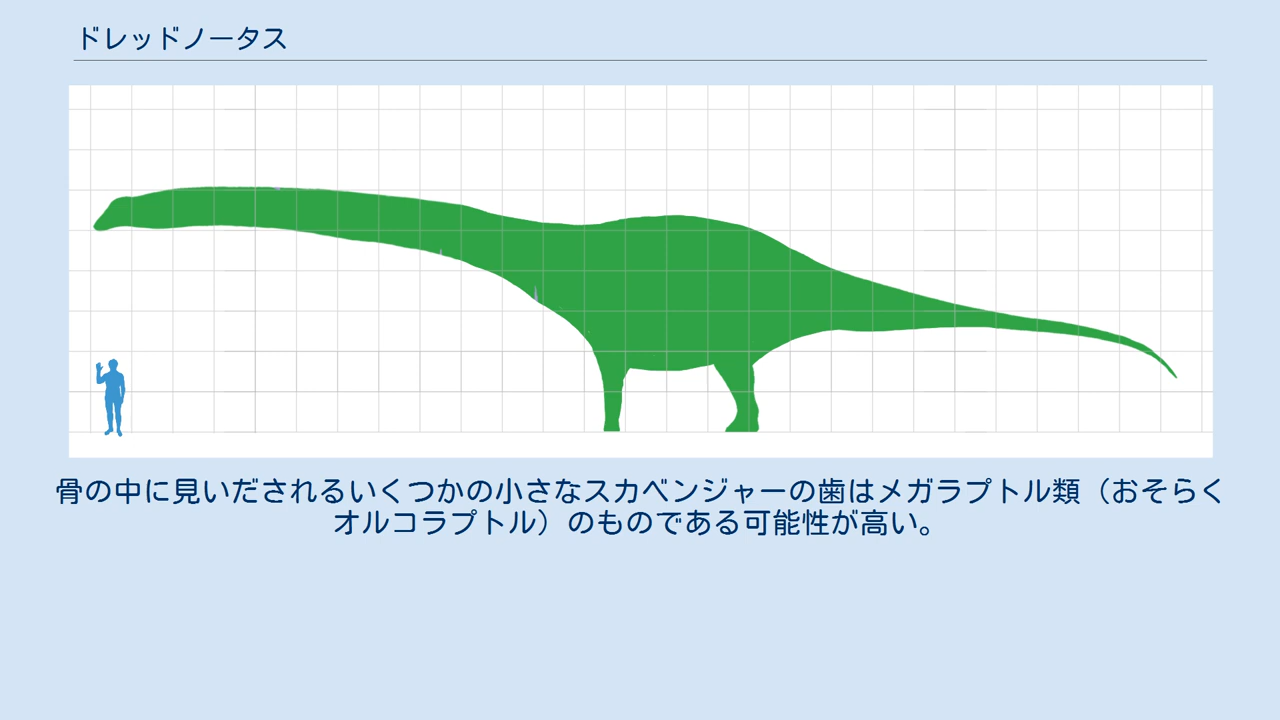 ドレッドノータス
骨の中に見いだされるいくつかの小さなスカベンジャーの歯はメガラプトル類（おそらく
オルコラプトル）のものである可能性が高い。